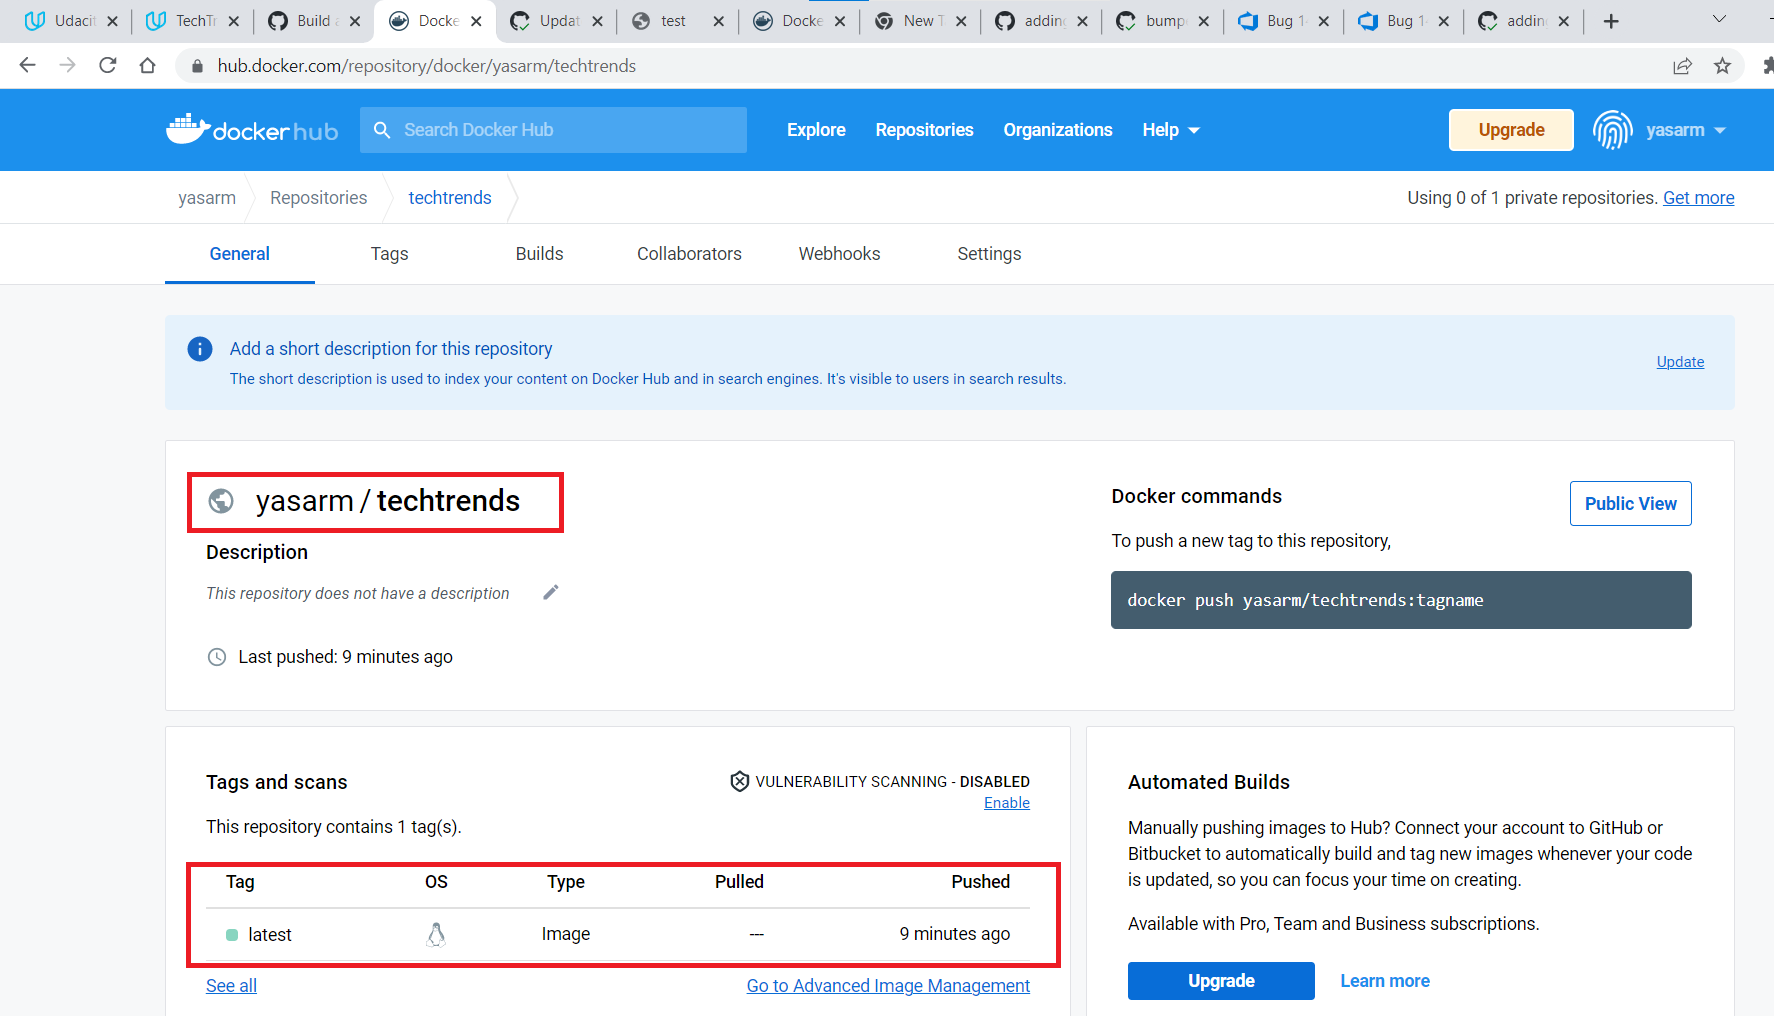 Udacit TechTr Build a Docke Updat test Docke New T adding bump Bug 1- Bug 1- adding
hub.docker.com/repository/docker/yasarm/techtrends
docker hub Search Docker Hub Explore Repositories Organizations Help Upgrade yasarm
yasarm Repositories techtrends Using 0 of 1 private repositories. Get more
General Tags Builds Collaborators Webhooks Settings
Add a short description for this repository
The short description is used to index your content on Docker Hub and in search engines. It's visible to users in search results.
Update
yasarm / techtrends
Description
This repository does not have a description
Last pushed: 9 minutes ago
Docker commands
Public View
To push a new tag to this repository,
docker push yasarm/techtrends:tagname
Tags and scans
VULNERABILITY SCANNING - DISABLED
Enable
This repository contains 1 tag(s).
Tag OS Type Pulled Pushed
latest Image --- 9 minutes ago
See all Go to Advanced Image Management
Automated Builds
Manually pushing images to Hub? Connect your account to GitHub or
Bitbucket to automatically build and tag new images whenever your code
is updated, so you can focus your time on creating.
Available with Pro, Team and Business subscriptions.
Upgrade Learn more